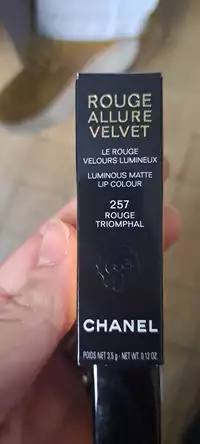 ROUGE
ALLURE
VELVET
LE ROUGE
VELOURS LUMINEUX
LUMINOUS MATTE
LIP COLOUR
257
ROUGE
TRIOMPHAL
CHANEL
POIDS NET 3,5 g - NET WT. 0.12 OZ.